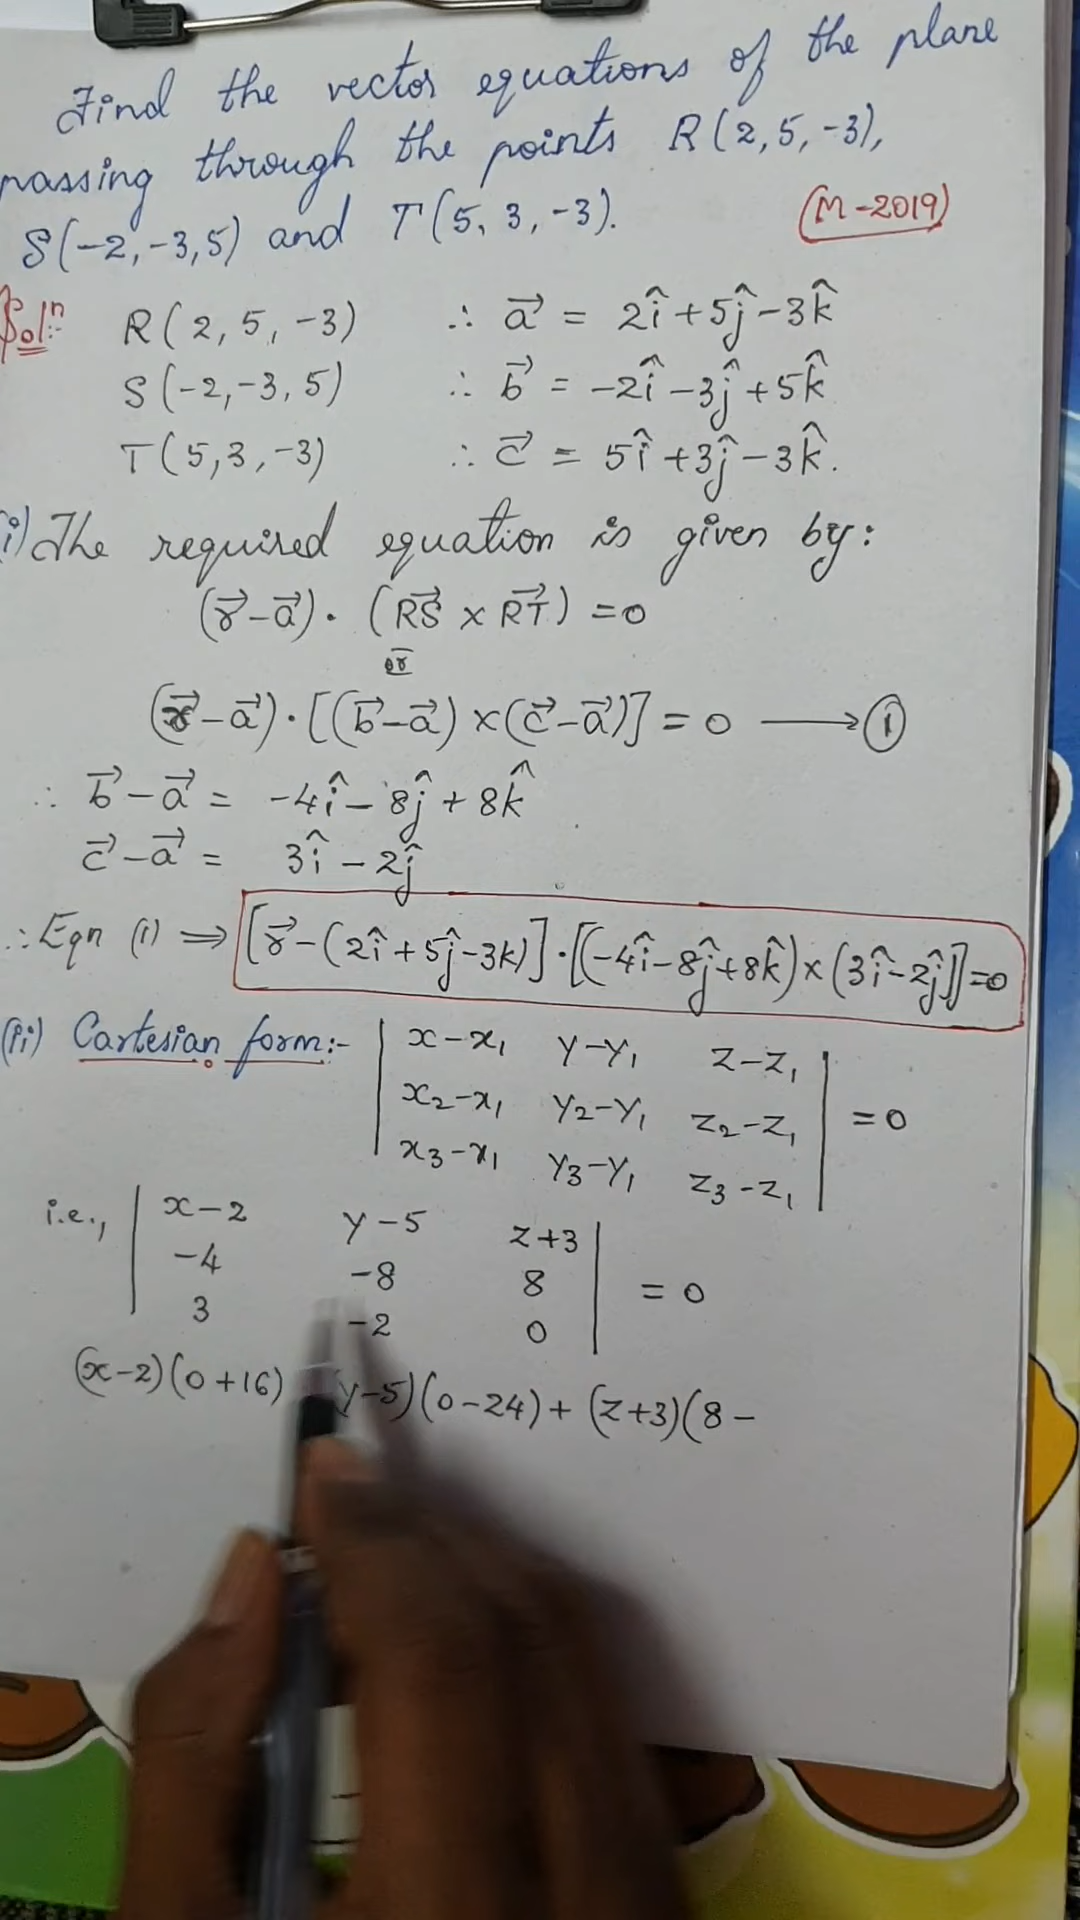 Find the vector equations of the plane
passing through the points R(2, 5, -3),
S(-2, -3, 5) and T(5, 3, -3).
(M-2019)
Solⁿ:-
R(2, 5, -3) ∴ a⃗ = 2î + 5ĵ - 3k̂
S(-2, -3, 5) ∴ b⃗ = -2î - 3ĵ + 5k̂
T(5, 3, -3) ∴ c⃗ = 5î + 3ĵ - 3k̂.
(i) The required equation is given by:
(r⃗ - a⃗) · (RS⃗ × RT⃗) = 0
or
(r⃗ - a⃗) · [(b⃗ - a⃗) × (c⃗ - a⃗)] = 0 ⟶ ①
∴ b⃗ - a⃗ = -4î - 8ĵ + 8k̂
c⃗ - a⃗ = 3î - 2ĵ
∴ Eqn (1) ⇒ [r⃗ - (2î + 5ĵ - 3k)] · [(-4î - 8ĵ + 8k̂) × (3î - 2ĵ)] = 0
(ii) Cartesian form:- | x - x₁ y - y₁ z - z₁ |
| x₂ - x₁ y₂ - y₁ z₂ - z₁ | = 0
| x₃ - x₁ y₃ - y₁ z₃ - z₁ |
i.e., | x - 2 y - 5 z + 3 |
| -4 -8 8 | = 0
| 3 -2 0 |
(x - 2)(0 + 16) (y - 5)(0 - 24) + (z + 3)(8 -